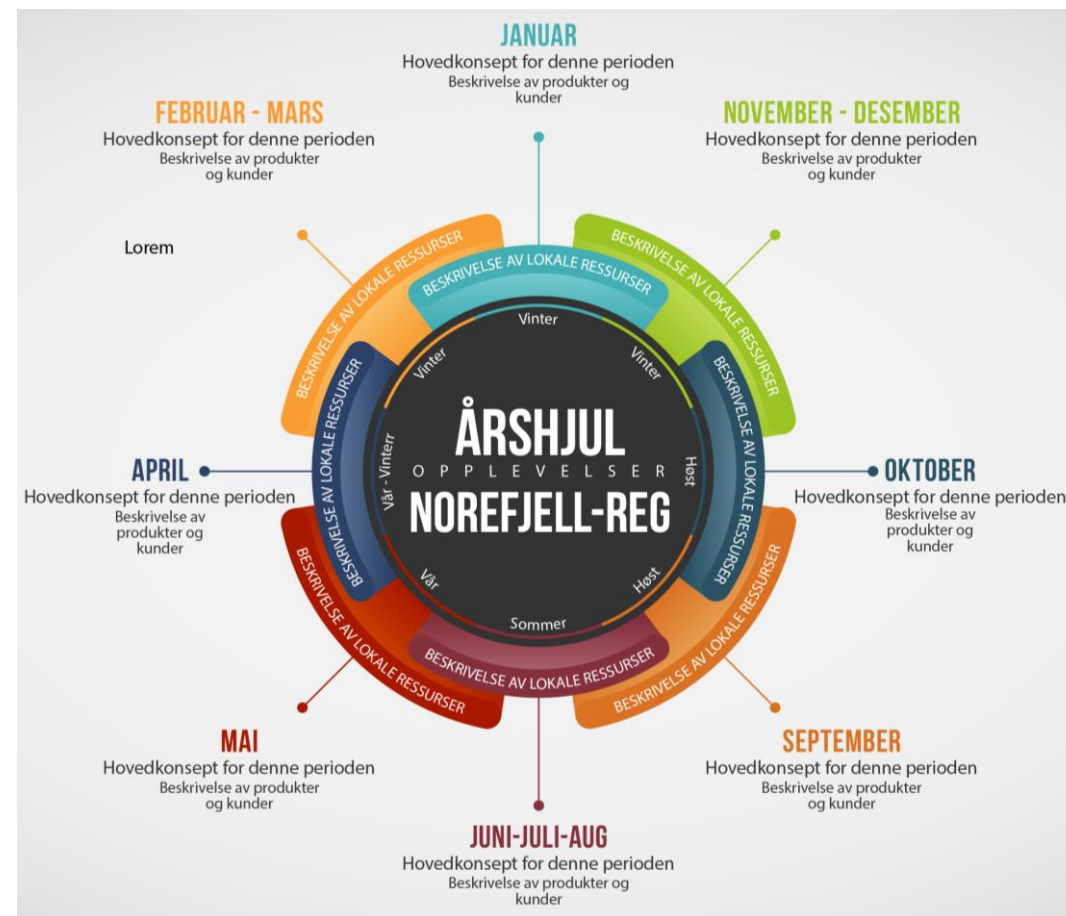 JANUAR
Hovedkonsept for denne perioden
Beskrivelse av produkter og
kunder
FEBRUAR - MARS
Hovedkonsept for denne perioden
Beskrivelse av produkter
og kunder
NOVEMBER - DESEMBER
Hovedkonsept for denne perioden
Beskrivelse av produkter
og kunder
Lorem
BESKRIVELSE AV LOKALE RESSURSER
BESKRIVELSE AV LOKALE RESSURSER
BESKRIVELSE AV LOKALE RESSURSER
Vinter
Vinter
Vinter
BESKRIVELSE AV LOKALE RESSURSER
Vår - Vinterr
ÅRSHJUL
OPPLEVELSER
NOREFJELL-REG
Høst
BESKRIVELSE AV LOKALE RESSURSER
APRIL
Hovedkonsept for denne perioden
Beskrivelse av
produkter og
kunder
OKTOBER
Hovedkonsept for denne perioden
Beskrivelse av
produkter og
kunder
Vår
Sommer
Høst
BESKRIVELSE AV LOKALE RESSURSER
BESKRIVELSE AV LOKALE RESSURSER
BESKRIVELSE AV LOKALE RESSURSER
MAI
Hovedkonsept for denne perioden
Beskrivelse av produkter
og kunder
SEPTEMBER
Hovedkonsept for denne perioden
Beskrivelse av produkter
og kunder
JUNI-JULI-AUG
Hovedkonsept for denne perioden
Beskrivelse av produkter og
kunder